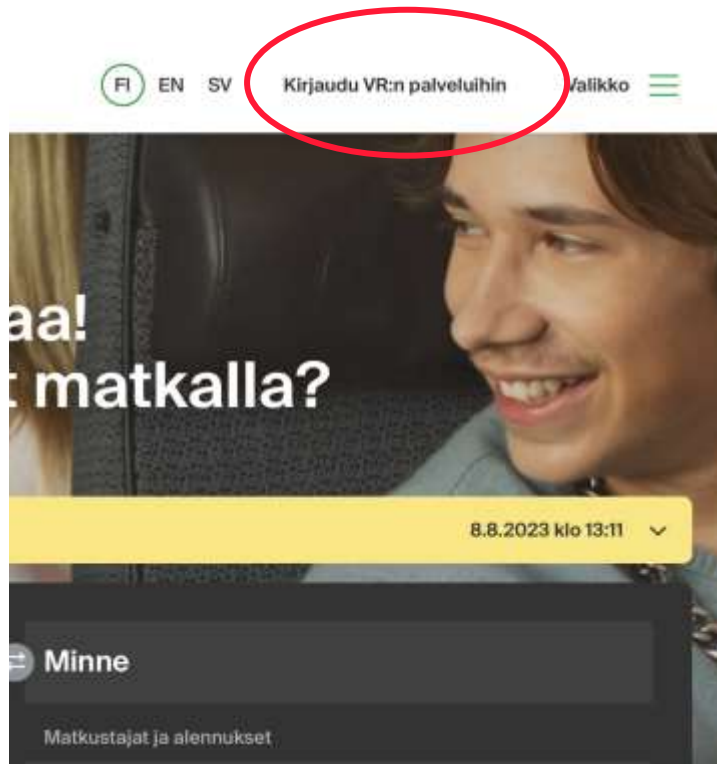 FI EN SV Kirjaudu VR:n palveluihin Valikko
aa!
t matkalla?
8.8.2023 klo 13:11
Minne
Matkustajat ja alennukset